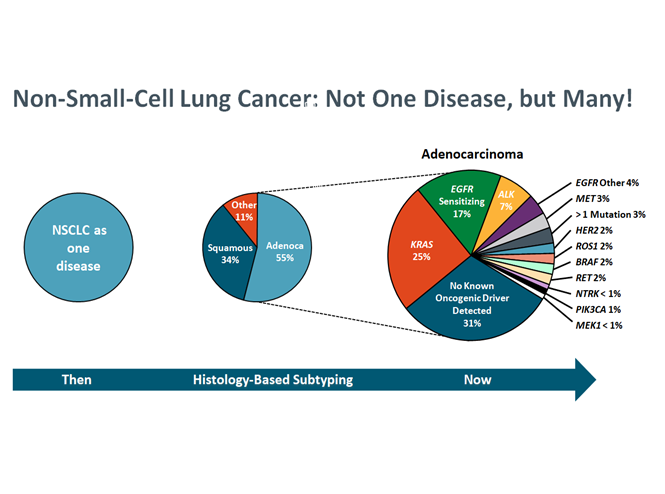 Non-Small-Cell Lung Cancer: Not One Disease, but Many!
Adenocarcinoma
NSCLC as
one
disease
Other
11%
Squamous
34%
Adenoca
55%
EGFR
Sensitizing
17%
ALK
7%
KRAS
25%
No Known
Oncogenic Driver
Detected
31%
EGFR Other 4%
MET 3%
> 1 Mutation 3%
HER2 2%
ROS1 2%
BRAF 2%
RET 2%
NTRK < 1%
PIK3CA 1%
MEK1 < 1%
Then
Histology-Based Subtyping
Now